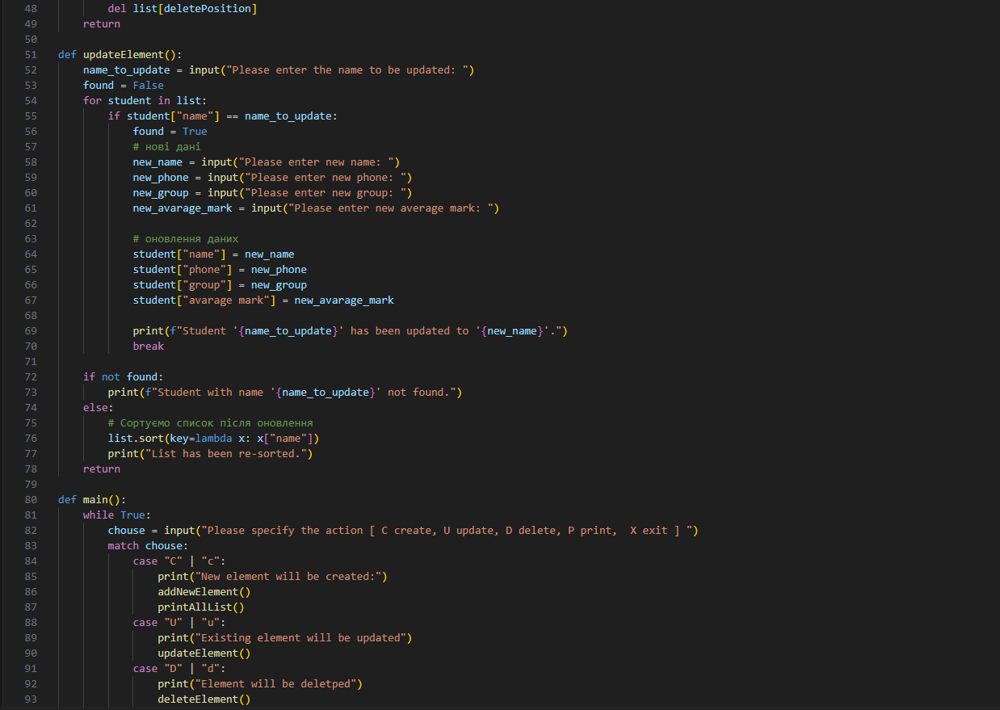 48 del list[deletePosition]
49 return
50
51 def updateElement():
52 name_to_update = input("Please enter the name to be updated: ")
53 found = False
54 for student in list:
55 if student["name"] == name_to_update:
56 found = True
57 # нові дані
58 new_name = input("Please enter new name: ")
59 new_phone = input("Please enter new phone: ")
60 new_group = input("Please enter new group: ")
61 new_avarage_mark = input("Please enter new average mark: ")
62
63 # оновлення даних
64 student["name"] = new_name
65 student["phone"] = new_phone
66 student["group"] = new_group
67 student["avarage mark"] = new_avarage_mark
68
69 print(f"Student '{name_to_update}' has been updated to '{new_name}'.")
70 break
71
72 if not found:
73 print(f"Student with name '{name_to_update}' not found.")
74 else:
75 # Сортуємо список після оновлення
76 list.sort(key=lambda x: x["name"])
77 print("List has been re-sorted.")
78 return
79
80 def main():
81 while True:
82 chouse = input("Please specify the action [ C create, U update, D delete, P print,  X exit ] ")
83 match chouse:
84 case "C" | "c":
85 print("New element will be created:")
86 addNewElement()
87 printAllList()
88 case "U" | "u":
89 print("Existing element will be updated")
90 updateElement()
91 case "D" | "d":
92 print("Element will be deletped")
93 deleteElement()